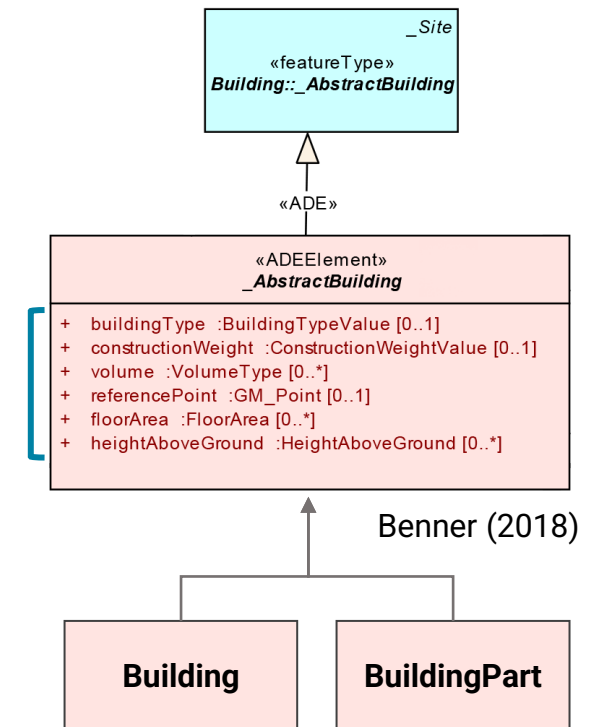 _Site
«featureType»
Building::_AbstractBuilding
«ADE»
«ADEElement»
_AbstractBuilding
+ buildingType :BuildingTypeValue [0..1]
+ constructionWeight :ConstructionWeightValue [0..1]
+ volume :VolumeType [0..*]
+ referencePoint :GM_Point [0..1]
+ floorArea :FloorArea [0..*]
+ heightAboveGround :HeightAboveGround [0..*]
Benner (2018)
Building
BuildingPart